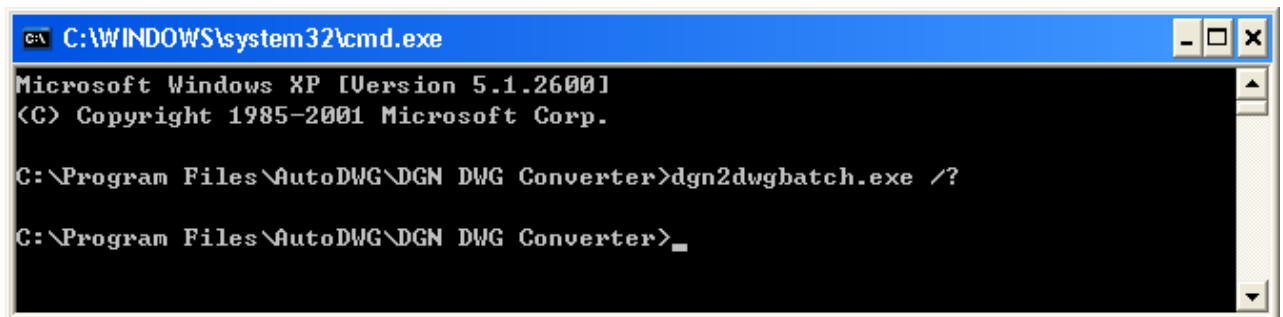 C:\WINDOWS\system32\cmd.exe
Microsoft Windows XP [Version 5.1.2600]
(C) Copyright 1985-2001 Microsoft Corp.
C:\Program Files\AutoDWG\DGN DWG Converter>dgn2dwgbatch.exe /?
C:\Program Files\AutoDWG\DGN DWG Converter>_